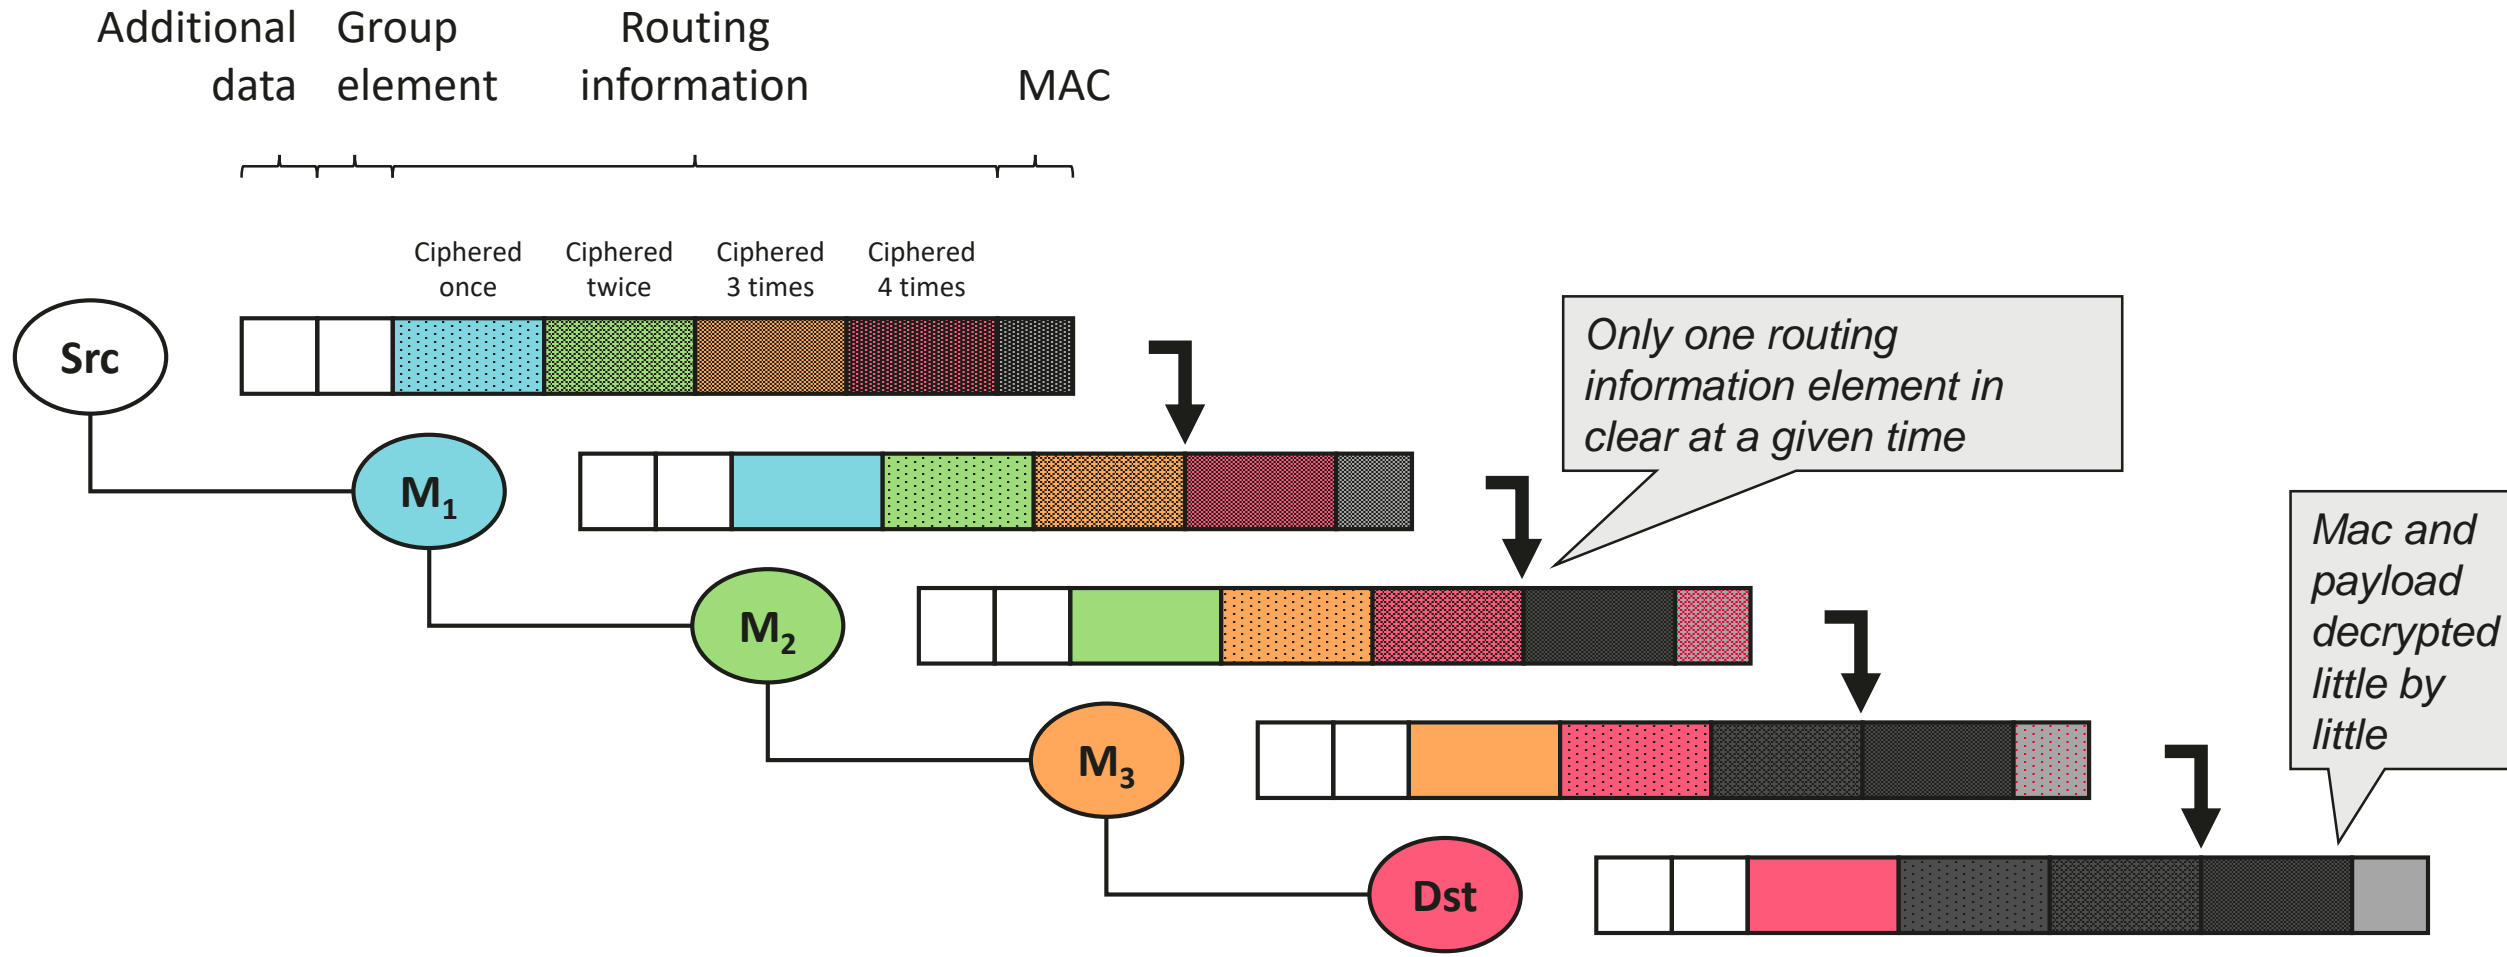 Additional
data
Group
element
Routing
information
MAC
Ciphered
once
Ciphered
twice
Ciphered
3 times
Ciphered
4 times
Src
Only one routing
information element in
clear at a given time
M1
Mac and
payload
decrypted
little by
little
M2
M3
Dst